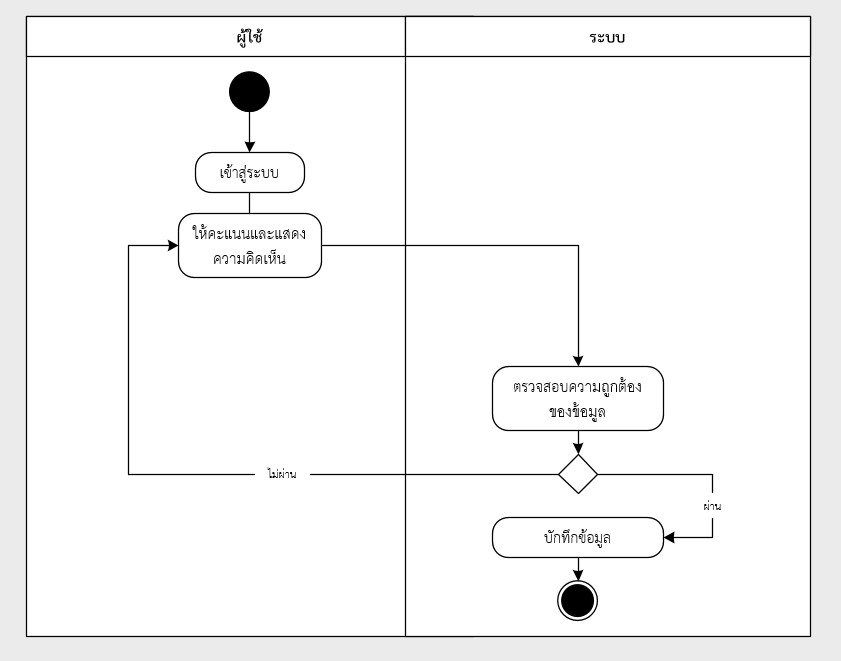 ผู้ใช้
ระบบ
เข้าสู่ระบบ
ให้คะแนนและแสดง
ความคิดเห็น
ตรวจสอบความถูกต้อง
ของข้อมูล
ไม่ผ่าน
ผ่าน
บักทึกข้อมูล